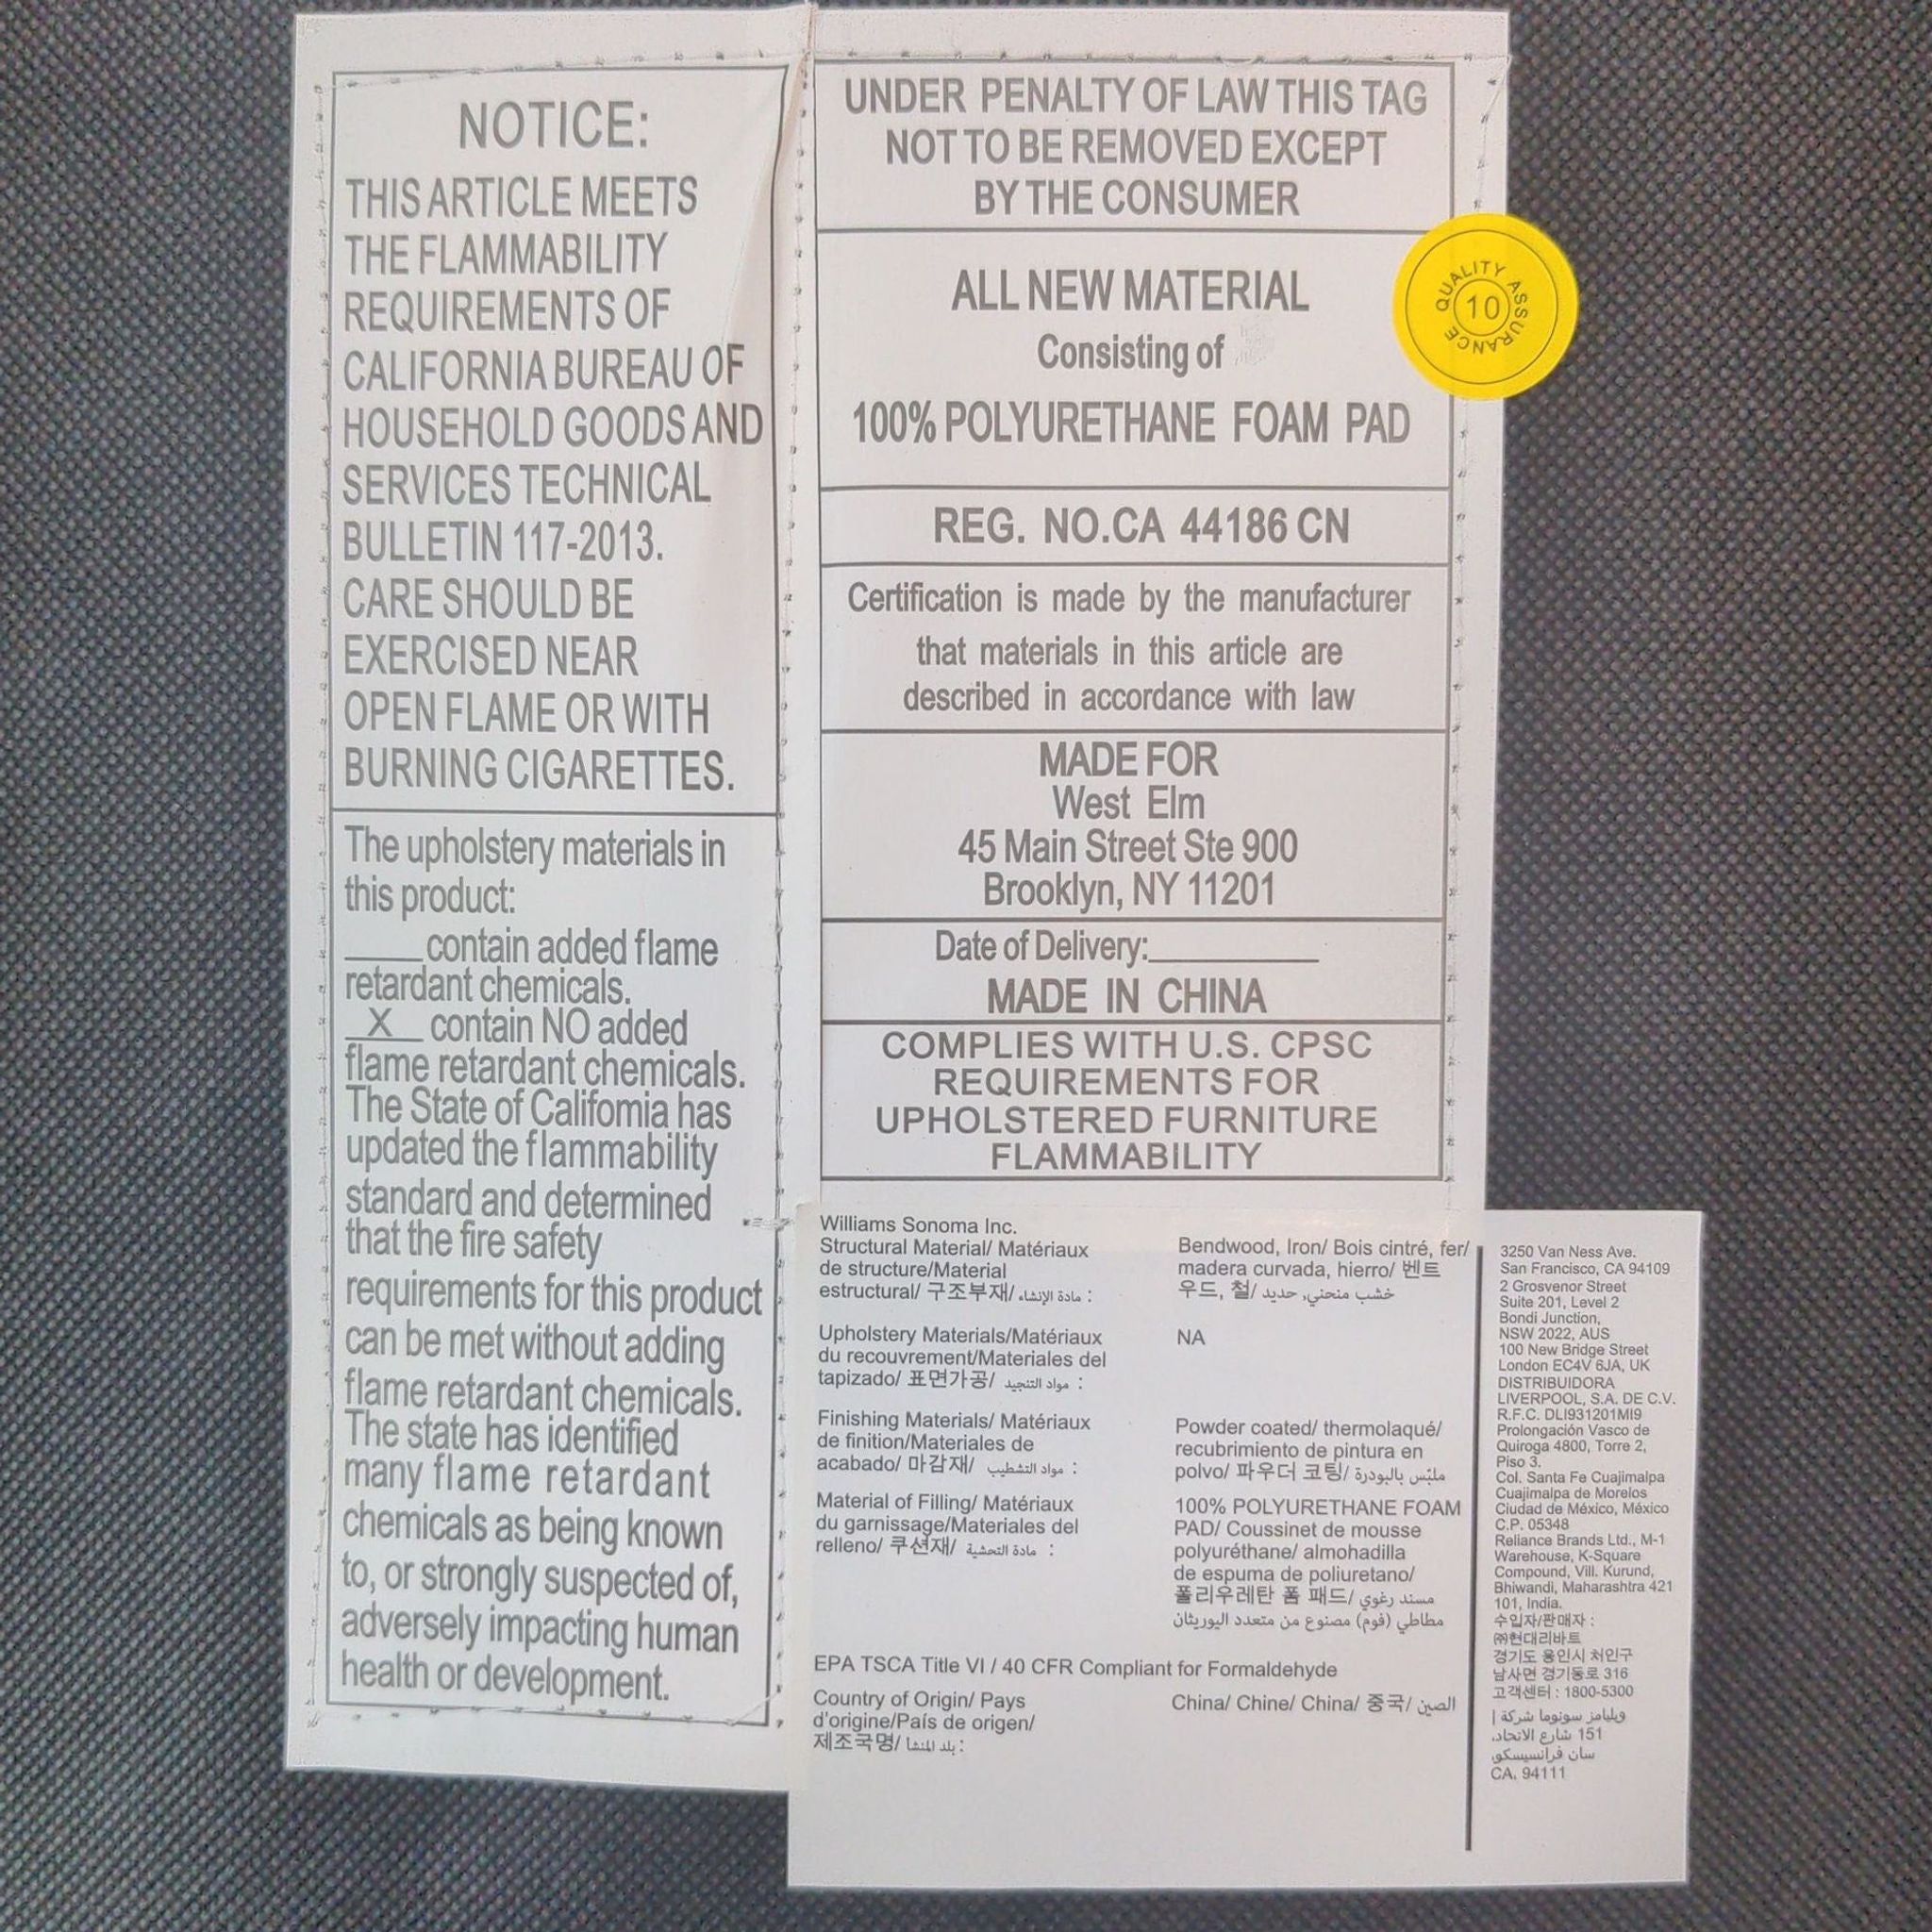 NOTICE:
THIS ARTICLE MEETS
THE FLAMMABILITY
REQUIREMENTS OF
CALIFORNIA BUREAU OF
HOUSEHOLD GOODS AND
SERVICES TECHNICAL
BULLETIN 117-2013.
CARE SHOULD BE
EXERCISED NEAR
OPEN FLAME OR WITH
BURNING CIGARETTES.
The upholstery materials in
this product:
_____contain added flame
retardant chemicals.
__X__ contain NO added
flame retardant chemicals.
The State of California has
updated the flammability
standard and determined
that the fire safety
requirements for this product
can be met without adding
flame retardant chemicals.
The state has identified
many flame retardant
chemicals as being known
to, or strongly suspected of,
adversely impacting human
health or development.
UNDER PENALTY OF LAW THIS TAG
NOT TO BE REMOVED EXCEPT
BY THE CONSUMER
ALL NEW MATERIAL
Consisting of
100% POLYURETHANE FOAM PAD
QUALITY ASSURANCE
10
REG. NO.CA 44186 CN
Certification is made by the manufacturer
that materials in this article are
described in accordance with law
MADE FOR
West Elm
45 Main Street Ste 900
Brooklyn, NY 11201
Date of Delivery:__________
MADE IN CHINA
COMPLIES WITH U.S. CPSC
REQUIREMENTS FOR
UPHOLSTERED FURNITURE
FLAMMABILITY
Williams Sonoma Inc.
Structural Material/ Matériaux
de structure/Material
estructural/ 구조부재/ مادة الإنشاء :
Bendwood, Iron/ Bois cintré, fer/
madera curvada, hierro/ 벤트
우드, 철/ خشب منحني, حديد
Upholstery Materials/Matériaux
du recouvrement/Materiales del
tapizado/ 표면가공/ مواد التنجيد :
NA
Finishing Materials/ Matériaux
de finition/Materiales de
acabado/ 마감재/ مواد التشطيب :
Powder coated/ thermolaqué/
recubrimiento de pintura en
polvo/ 파우더 코팅/ ملبّس بالبودرة
Material of Filling/ Matériaux
du garnissage/Materiales del
relleno/ 쿠션재/ مادة التحشية :
100% POLYURETHANE FOAM
PAD/ Coussinet de mousse
polyuréthane/ almohadilla
de espuma de poliuretano/
폴리우레탄 폼 패드/ مسند رغوي
مطاطي (فوم) مصنوع من متعدد اليوريثان
EPA TSCA Title VI / 40 CFR Compliant for Formaldehyde
Country of Origin/ Pays
d'origine/País de origen/
제조국명/ بلد المنشأ :
China/ Chine/ China/ 중국/ الصين
3250 Van Ness Ave.
San Francisco, CA 94109
2 Grosvenor Street
Suite 201, Level 2
Bondi Junction,
NSW 2022, AUS
100 New Bridge Street
London EC4V 6JA, UK
DISTRIBUIDORA
LIVERPOOL, S.A. DE C.V.
R.F.C. DLI931201MI9
Prolongación Vasco de
Quiroga 4800, Torre 2,
Piso 3.
Col. Santa Fe Cuajimalpa
Cuajimalpa de Morelos
Ciudad de México, México
C.P. 05348
Reliance Brands Ltd., M-1
Warehouse, K-Square
Compound, Vill. Kurund,
Bhiwandi, Maharashtra 421
101, India.
수입자/판매자 :
㈜현대리바트
경기도 용인시 처인구
남사면 경기동로 316
고객센터 : 1800-5300
ويليامز سونوما شركة |
151 شارع الاتحاد,
سان فرانسيسكو,
CA. 94111